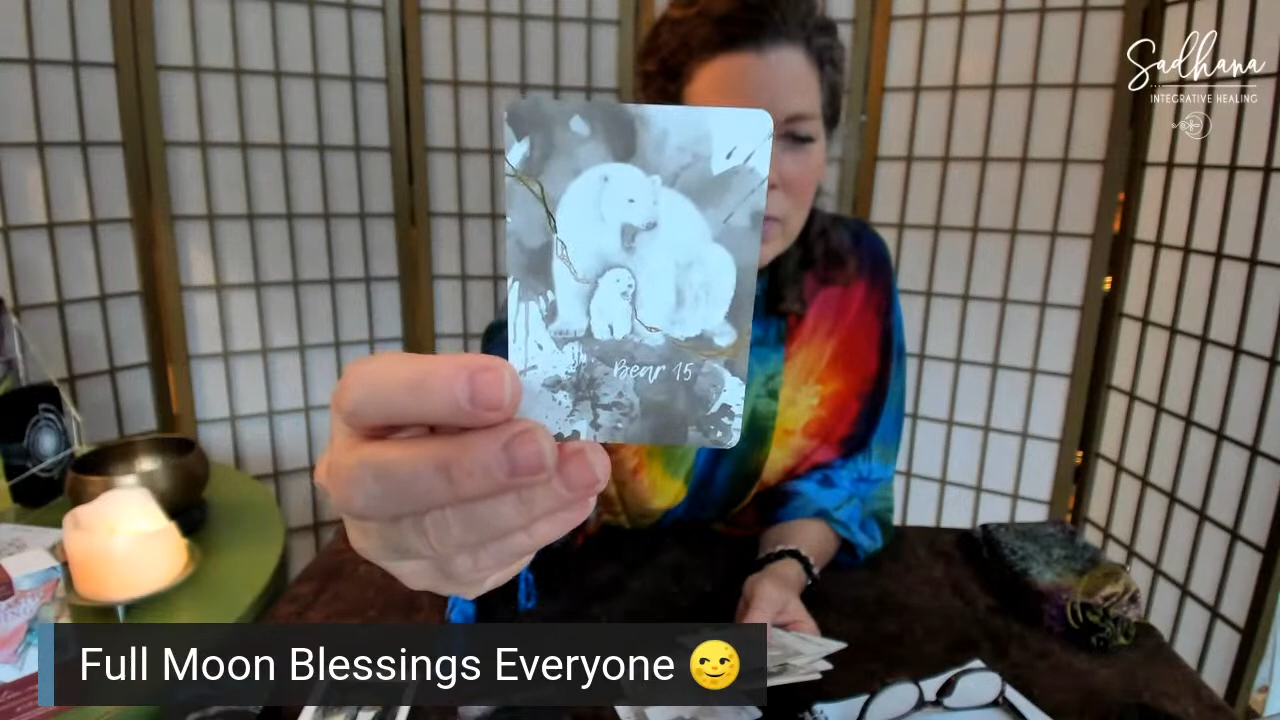 Sadhana
INTEGRATIVE HEALING
Bear 15
Full Moon Blessings Everyone 😏